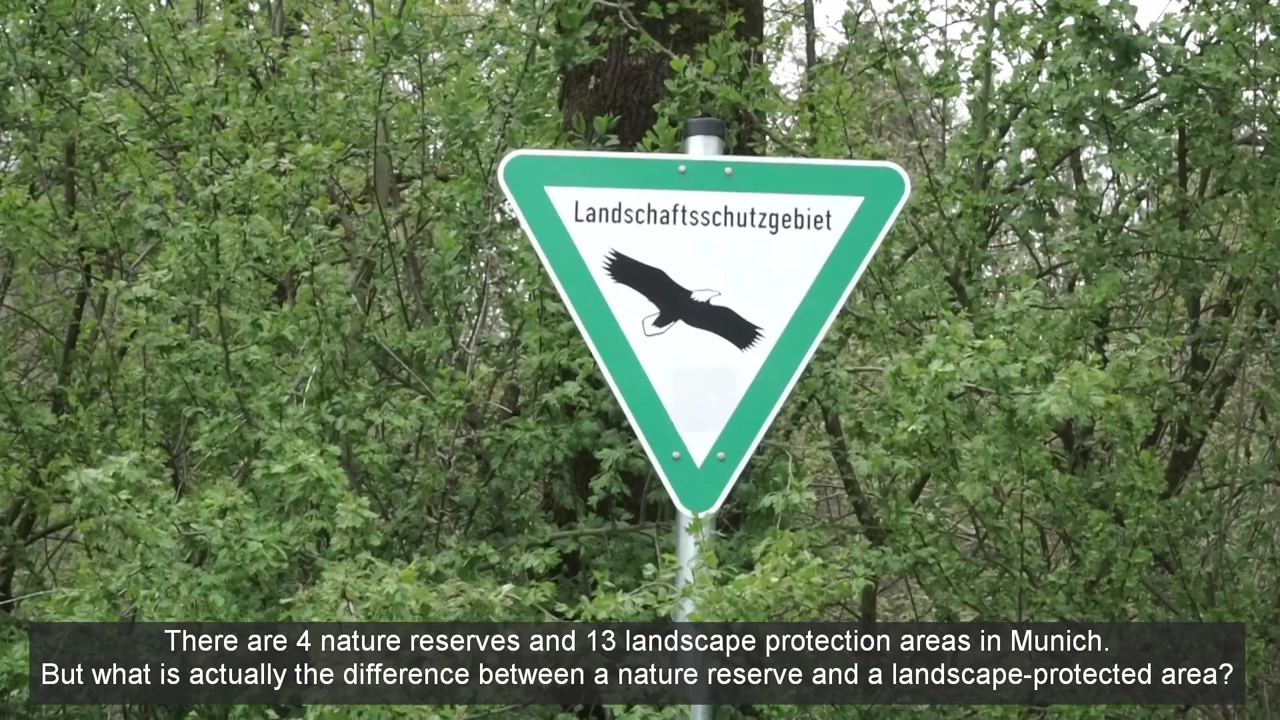 Landschaftsschutzgebiet
There are 4 nature reserves and 13 landscape protection areas in Munich.
But what is actually the difference between a nature reserve and a landscape-protected area?